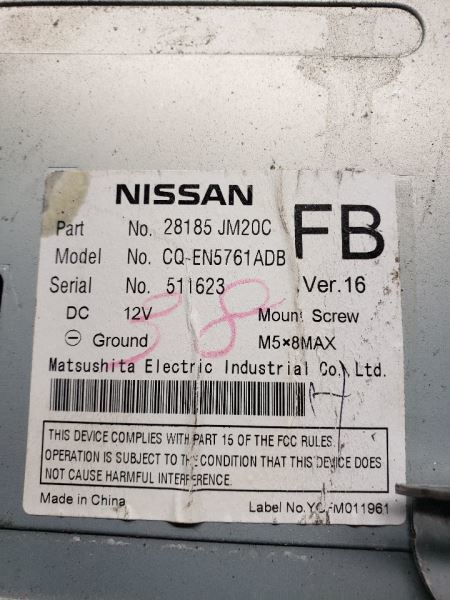 NISSAN
FB
Part No. 28185 JM20C
Model No. CQ-EN5761ADB
Serial No. 511623 Ver.16
DC 12V Mount Screw
⊖ Ground M5×8MAX
Matsushita Electric Industrial Co., Ltd.
THIS DEVICE COMPLIES WITH PART 15 OF THE FCC RULES.
OPERATION IS SUBJECT TO THE CONDITION THAT THIS DEVICE DOES
NOT CAUSE HARMFUL INTERFERENCE.
Made in China Label No.
38